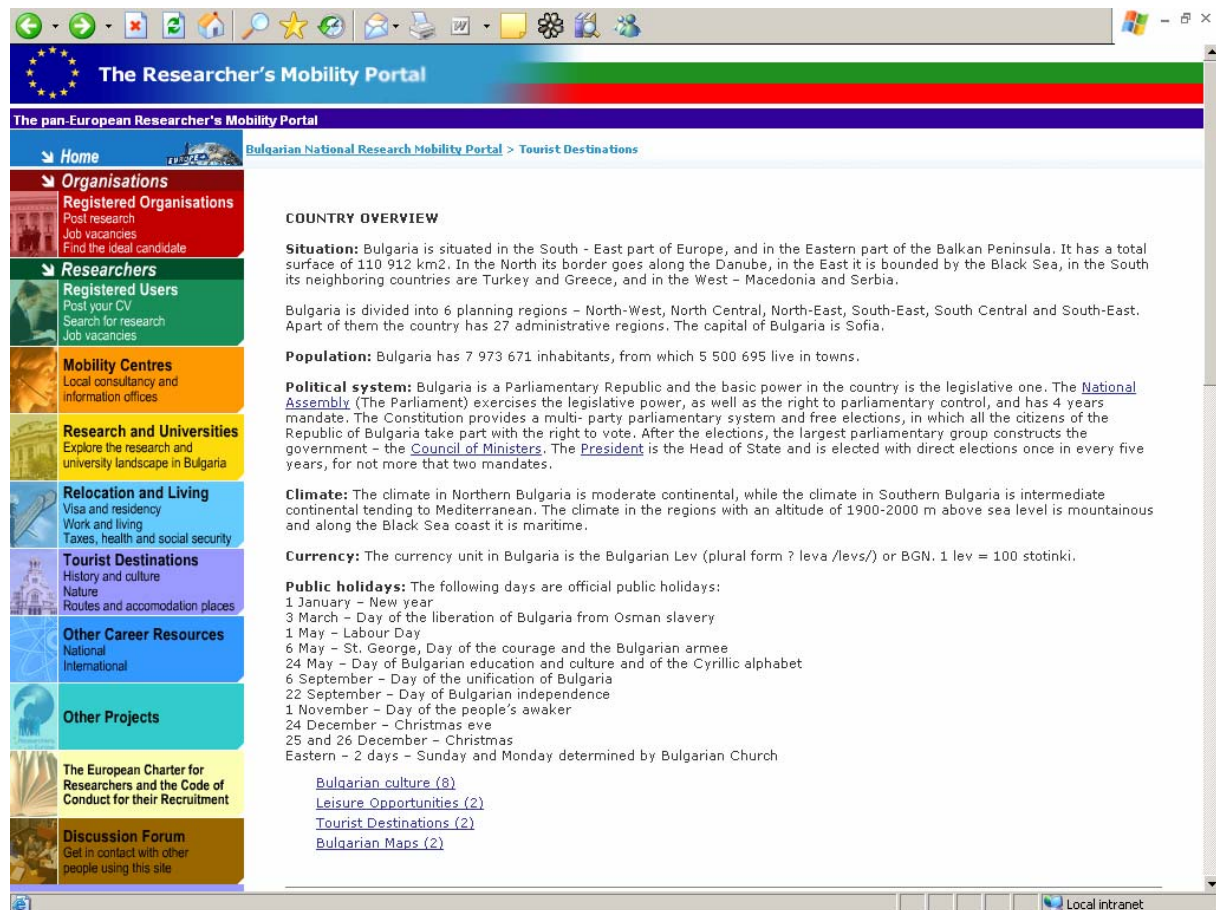 The Researcher's Mobility Portal
The pan-European Researcher's Mobility Portal
Home
Organisations
Registered Organisations
Post research
Job vacancies
Find the ideal candidate
Researchers
Registered Users
Post your CV
Search for research
Job vacancies
Mobility Centres
Local consultancy and
information offices
Research and Universities
Explore the research and
university landscape in Bulgaria
Relocation and Living
Visa and residency
Work and living
Taxes, health and social security
Tourist Destinations
History and culture
Nature
Routes and accomodation places
Other Career Resources
National
International
Other Projects
The European Charter for
Researchers and the Code of
Conduct for their Recruitment
Discussion Forum
Get in contact with other
people using this site
Bulgarian National Research Mobility Portal > Tourist Destinations
COUNTRY OVERVIEW
Situation: Bulgaria is situated in the South - East part of Europe, and in the Eastern part of the Balkan Peninsula. It has a total
surface of 110 912 km2. In the North its border goes along the Danube, in the East it is bounded by the Black Sea, in the South
its neighboring countries are Turkey and Greece, and in the West – Macedonia and Serbia.
Bulgaria is divided into 6 planning regions – North-West, North Central, North-East, South-East, South Central and South-East.
Apart of them the country has 27 administrative regions. The capital of Bulgaria is Sofia.
Population: Bulgaria has 7 973 671 inhabitants, from which 5 500 695 live in towns.
Political system: Bulgaria is a Parliamentary Republic and the basic power in the country is the legislative one. The National
Assembly (The Parliament) exercises the legislative power, as well as the right to parliamentary control, and has 4 years
mandate. The Constitution provides a multi- party parliamentary system and free elections, in which all the citizens of the
Republic of Bulgaria take part with the right to vote. After the elections, the largest parliamentary group constructs the
government – the Council of Ministers. The President is the Head of State and is elected with direct elections once in every five
years, for not more that two mandates.
Climate: The climate in Northern Bulgaria is moderate continental, while the climate in Southern Bulgaria is intermediate
continental tending to Mediterranean. The climate in the regions with an altitude of 1900-2000 m above sea level is mountainous
and along the Black Sea coast it is maritime.
Currency: The currency unit in Bulgaria is the Bulgarian Lev (plural form ? leva /levs/) or BGN. 1 lev = 100 stotinki.
Public holidays: The following days are official public holidays:
1 January – New year
3 March – Day of the liberation of Bulgaria from Osman slavery
1 May – Labour Day
6 May – St. George, Day of the courage and the Bulgarian armee
24 May – Day of Bulgarian education and culture and of the Cyrillic alphabet
6 September – Day of the unification of Bulgaria
22 September – Day of Bulgarian independence
1 November – Day of the people's awaker
24 December – Christmas eve
25 and 26 December – Christmas
Eastern – 2 days – Sunday and Monday determined by Bulgarian Church
Bulgarian culture (8)
Leisure Opportunities (2)
Tourist Destinations (2)
Bulgarian Maps (2)
Local intranet